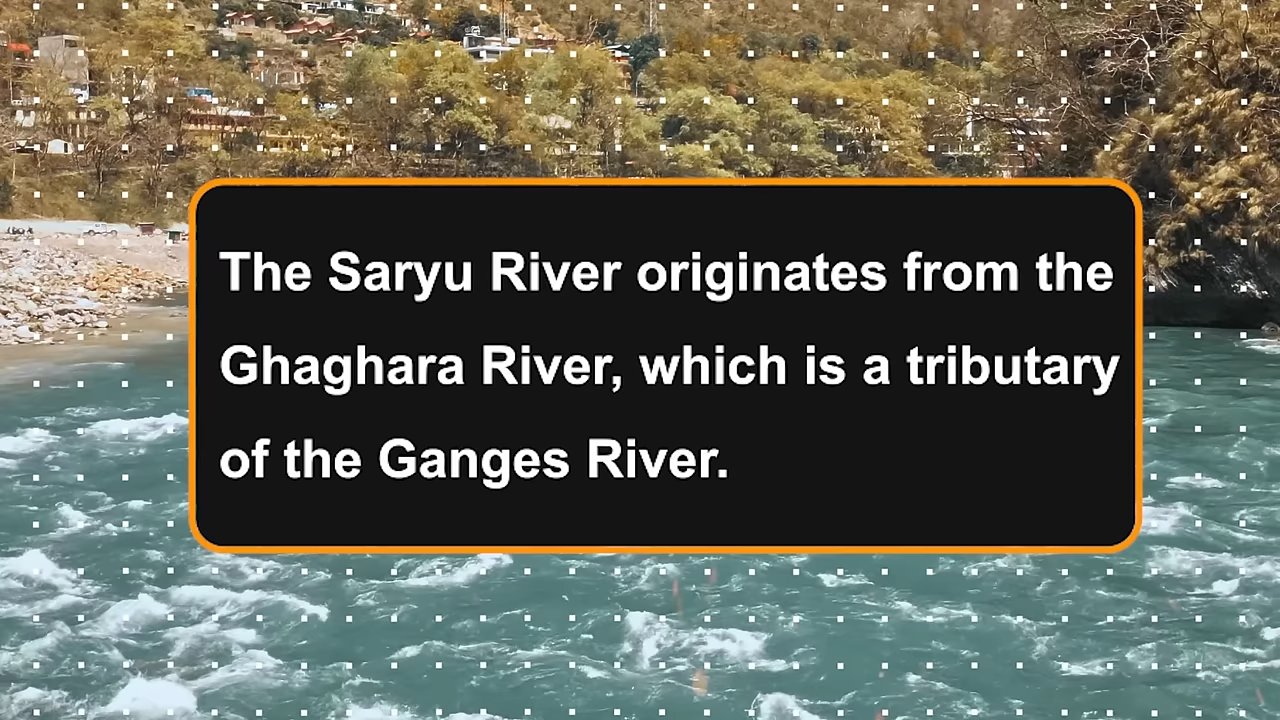 The Saryu River originates from the
Ghaghara River, which is a tributary
of the Ganges River.